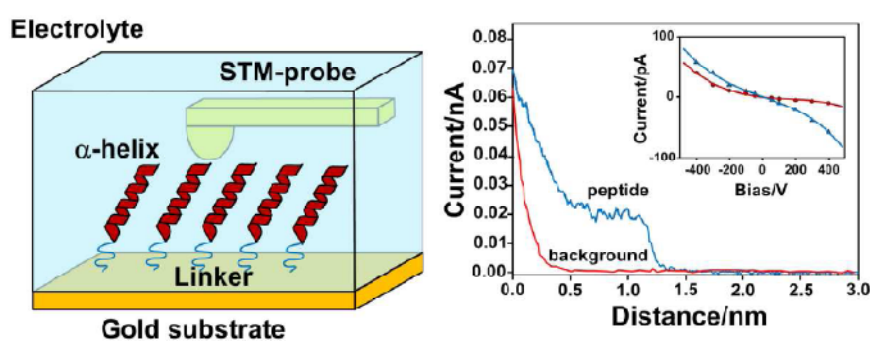 Electrolyte
STM-probe
α-helix
Linker
Gold substrate
Current/nA
0.08
0.07
0.06
0.05
0.04
0.03
0.02
0.01
0.00
0.0 0.5 1.0 1.5 2.0 2.5 3.0
Distance/nm
peptide
background
Current/pA
100
0
-100
-400 -200 0 200 400
Bias/V